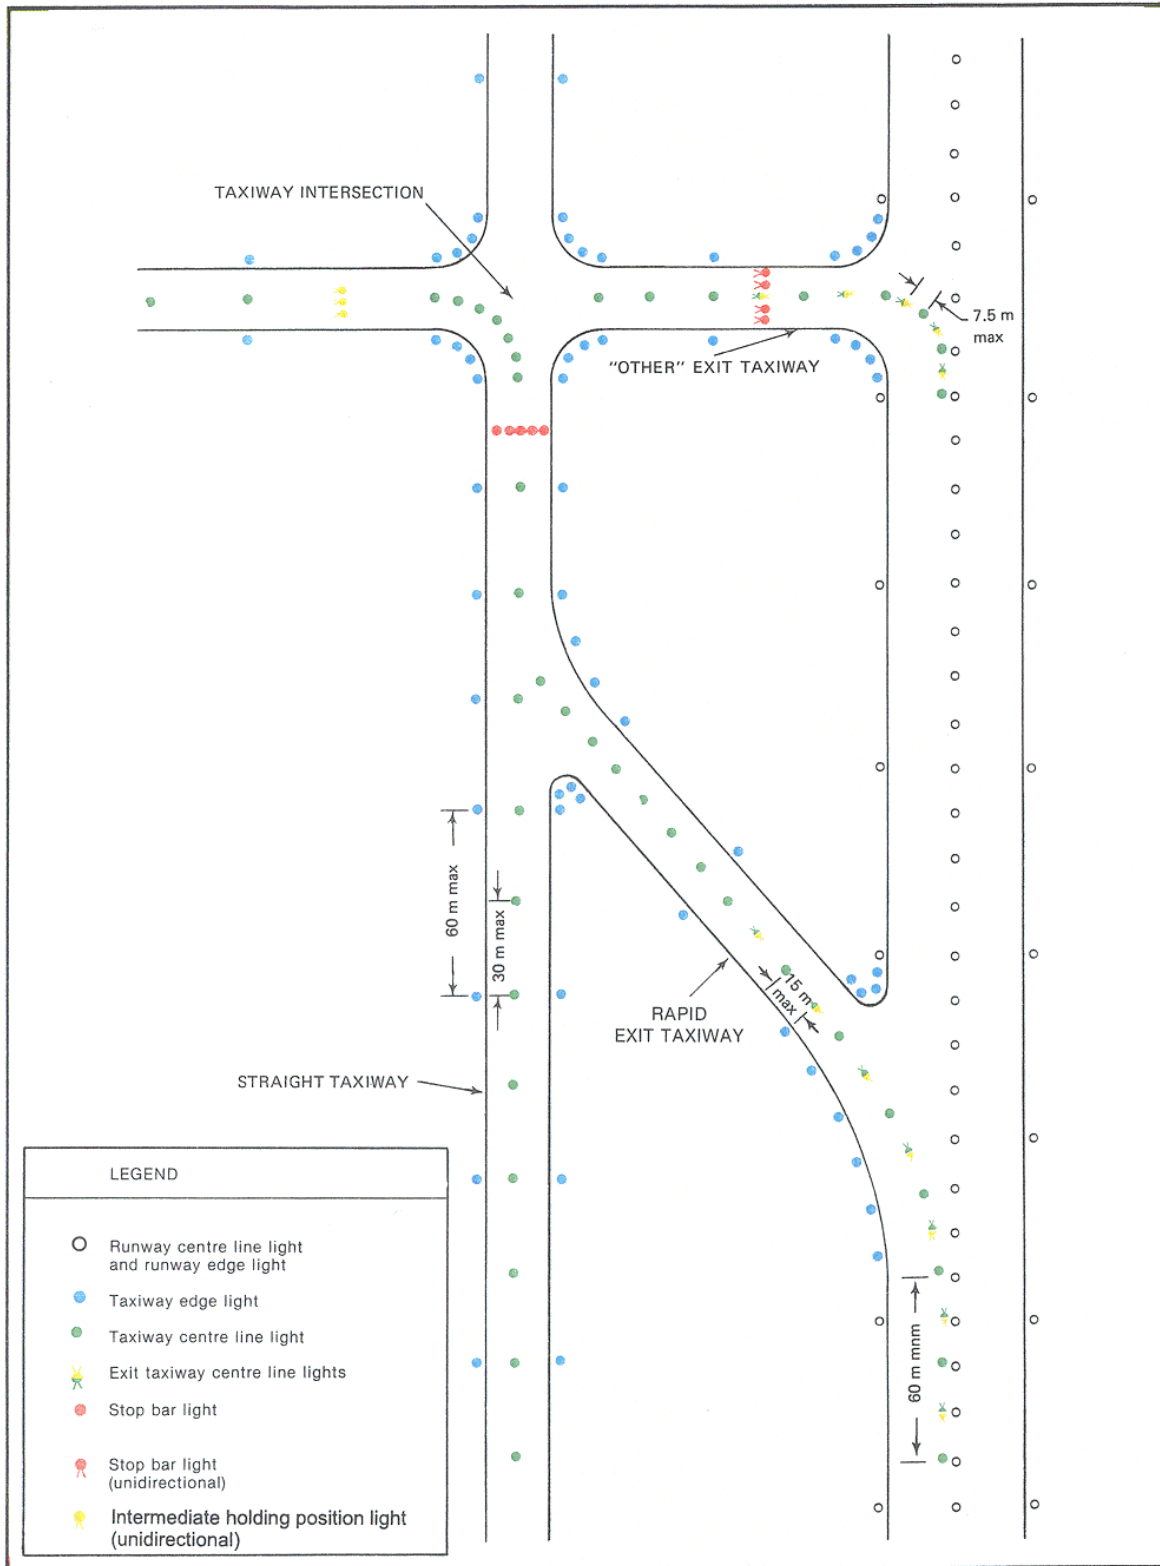 TAXIWAY INTERSECTION
7.5 m
max
"OTHER" EXIT TAXIWAY
60 m max
30 m max
15 m
max
RAPID
EXIT TAXIWAY
STRAIGHT TAXIWAY
60 m mnm
LEGEND
Runway centre line light
and runway edge light
Taxiway edge light
Taxiway centre line light
Exit taxiway centre line lights
Stop bar light
Stop bar light
(unidirectional)
Intermediate holding position light
(unidirectional)